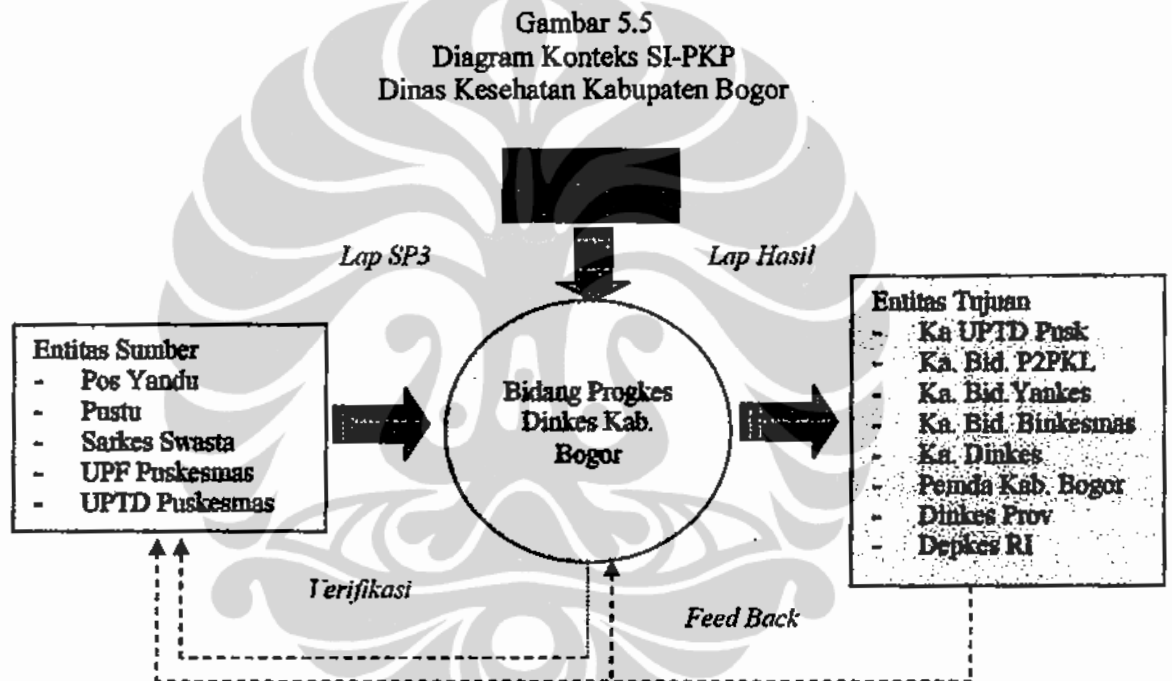 Gambar 5.5
Diagram Konteks SI-PKP
Dinas Kesehatan Kabupaten Bogor
Lap SP3
Lap Hasil
Entitas Sumber
- Pos Yandu
- Pustu
- Sarkes Swasta
- UPF Puskesmas
- UPTD Puskesmas
Bidang Progkes
Dinkes Kab.
Bogor
Entitas Tujuan
- Ka UPTD Pusk
- Ka. Bid. P2PKL
- Ka. Bid. Yankes
- Ka. Bid. Binkesmas
- Ka. Dinkes
- Pemda Kab. Bogor
- Dinkes Prov
- Depkes RI
Verifikasi
Feed Back